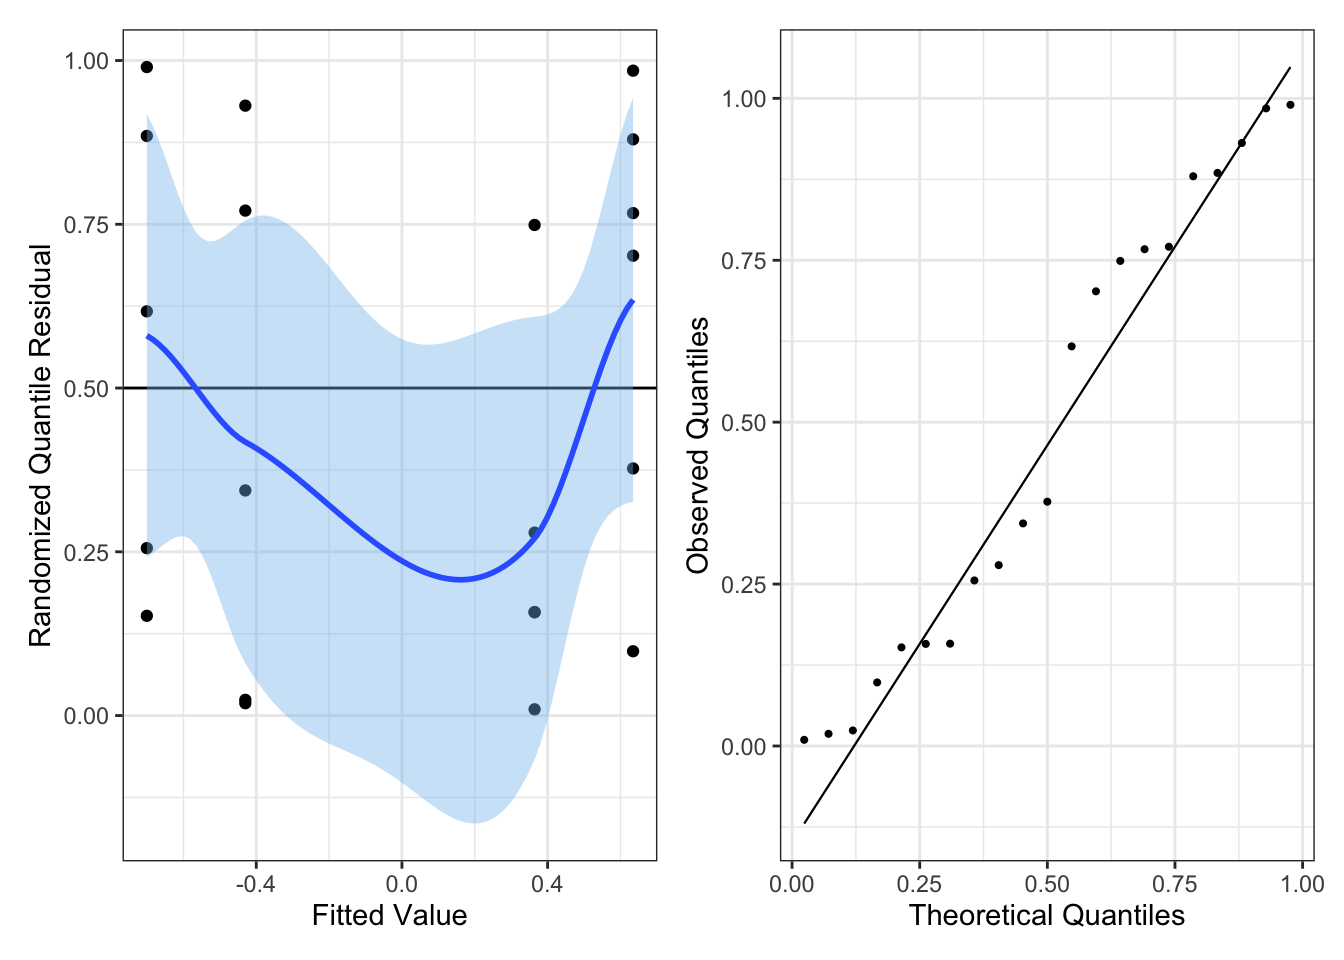 Randomized Quantile Residual
1.00
0.75
0.50
0.25
0.00
-0.4 0.0 0.4
Fitted Value
Observed Quantiles
1.00
0.75
0.50
0.25
0.00
0.00 0.25 0.50 0.75 1.00
Theoretical Quantiles